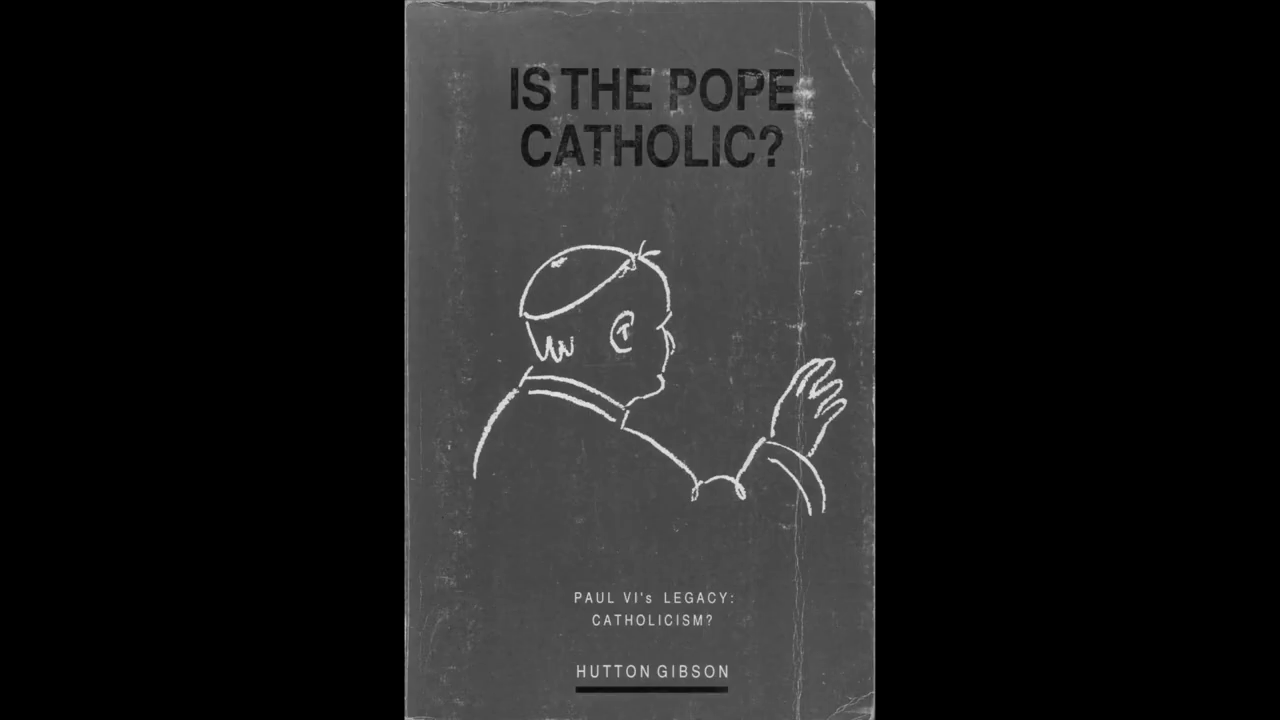 IS THE POPE
CATHOLIC?
PAUL VI's LEGACY:
CATHOLICISM?
HUTTON GIBSON